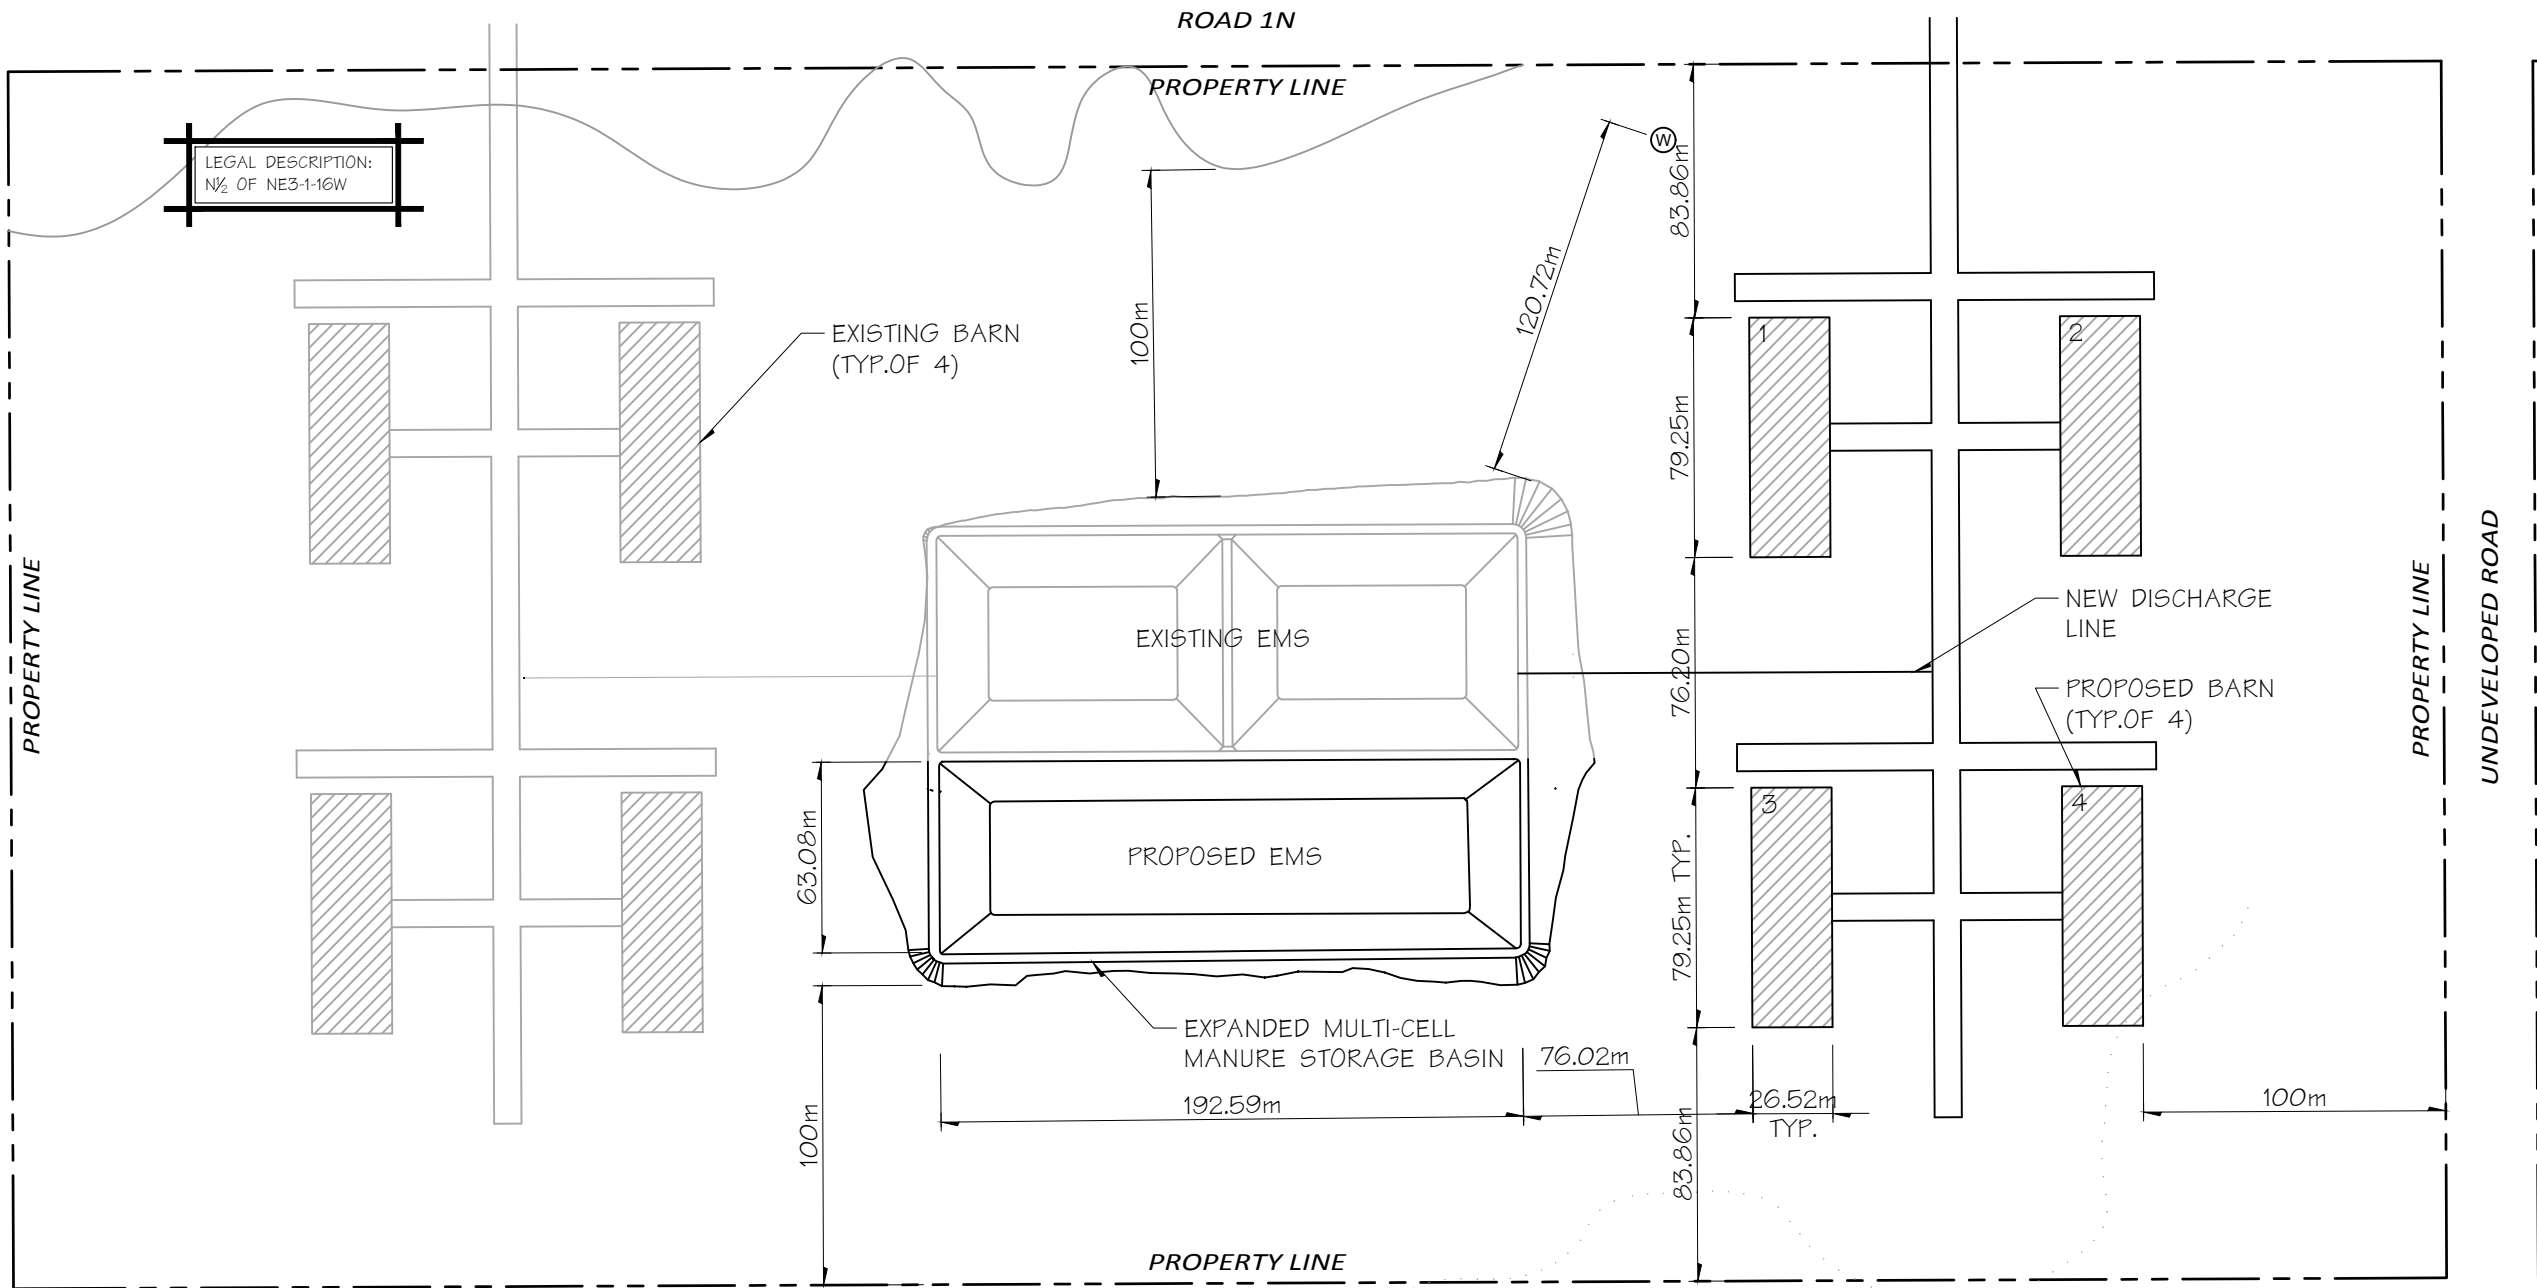 ROAD 1N
PROPERTY LINE
LEGAL DESCRIPTION:
N½ OF NE3-1-16W
W
83.86m
120.72m
100m
EXISTING BARN
(TYP.OF 4)
1
2
79.25m
PROPERTY LINE
EXISTING EMS
76.20m
NEW DISCHARGE
LINE
PROPERTY LINE
UNDEVELOPED ROAD
PROPOSED BARN
(TYP.OF 4)
63.08m
PROPOSED EMS
3
4
79.25m TYP.
EXPANDED MULTI-CELL
MANURE STORAGE BASIN
76.02m
192.59m
26.52m
TYP.
100m
100m
83.86m
PROPERTY LINE